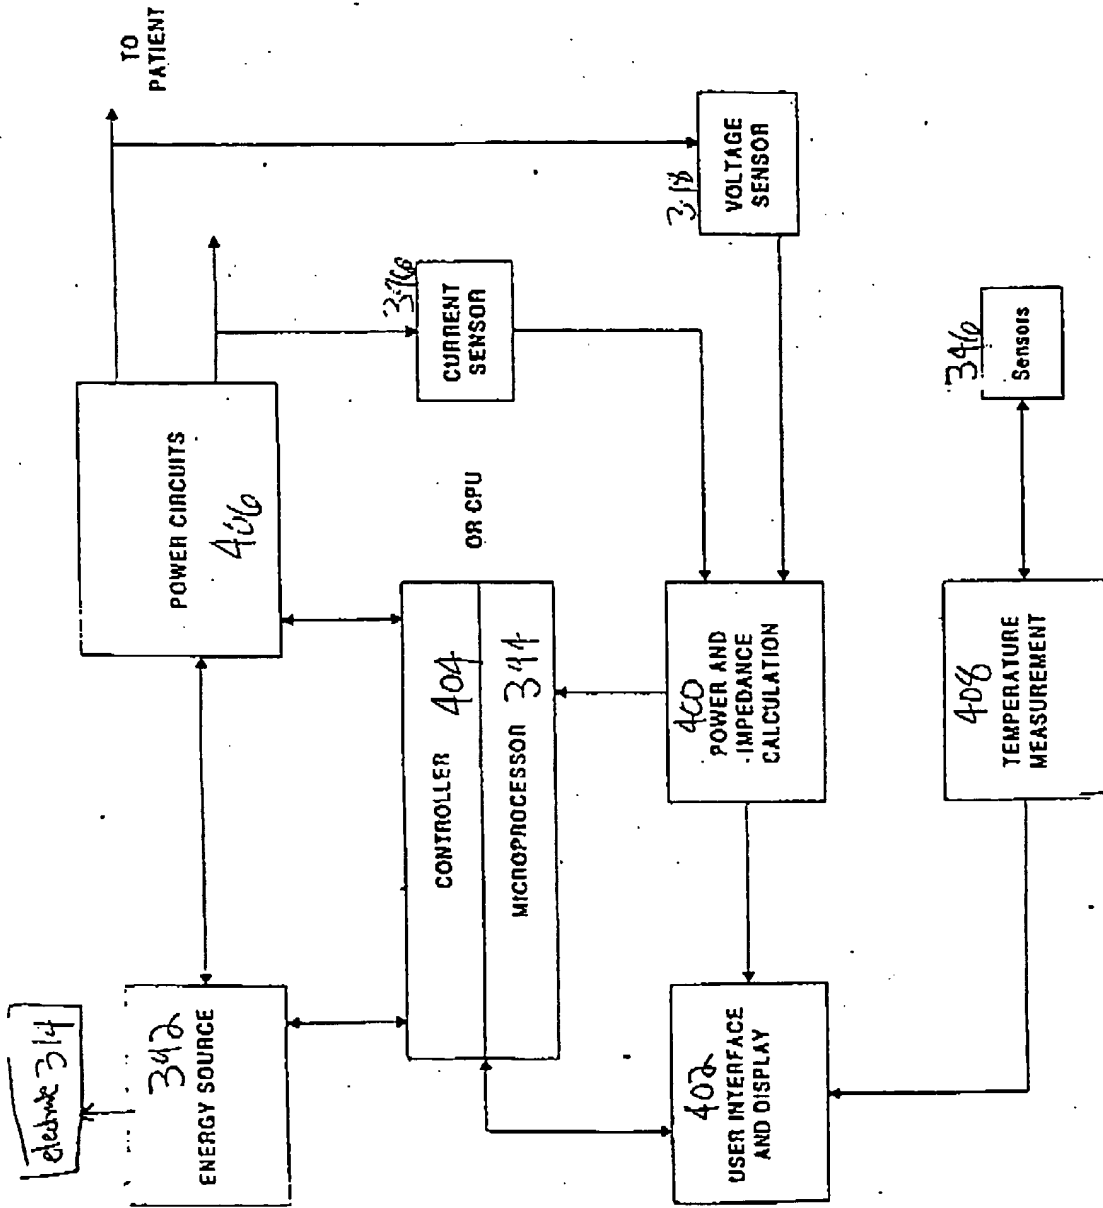 electrode 314
342
ENERGY SOURCE
POWER CIRCUITS
406
TO
PATIENT
CONTROLLER 404
MICROPROCESSOR 344
OR CPU
CURRENT
SENSOR
318
VOLTAGE
SENSOR
402
USER INTERFACE
AND DISPLAY
400
POWER AND
IMPEDANCE
CALCULATION
408
TEMPERATURE
MEASUREMENT
346
Sensors